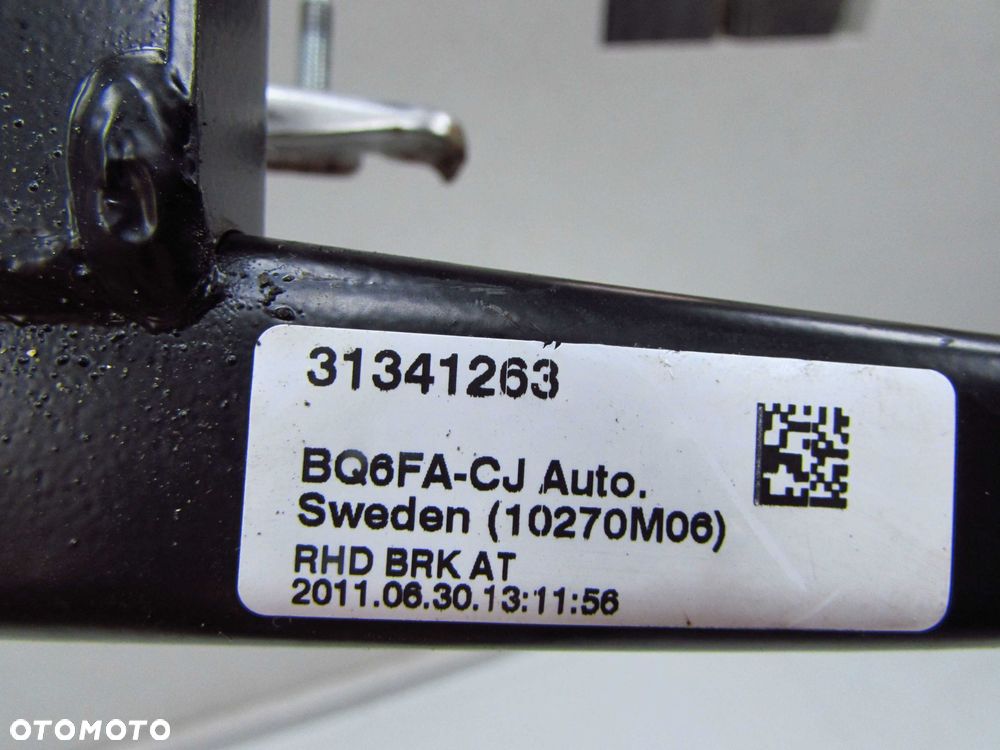 31341263
BQ6FA-CJ Auto.
Sweden (10270M06)
RHD BRK AT
2011.06.30.13:11:56
OTOMOTO